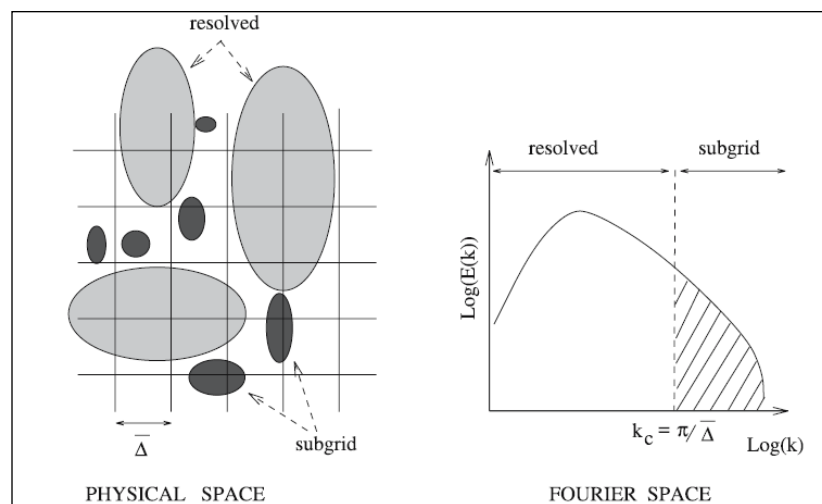 resolved
Δ̅
subgrid
PHYSICAL SPACE
resolved
subgrid
Log(E(k))
k_c = π/Δ̅
Log(k)
FOURIER SPACE